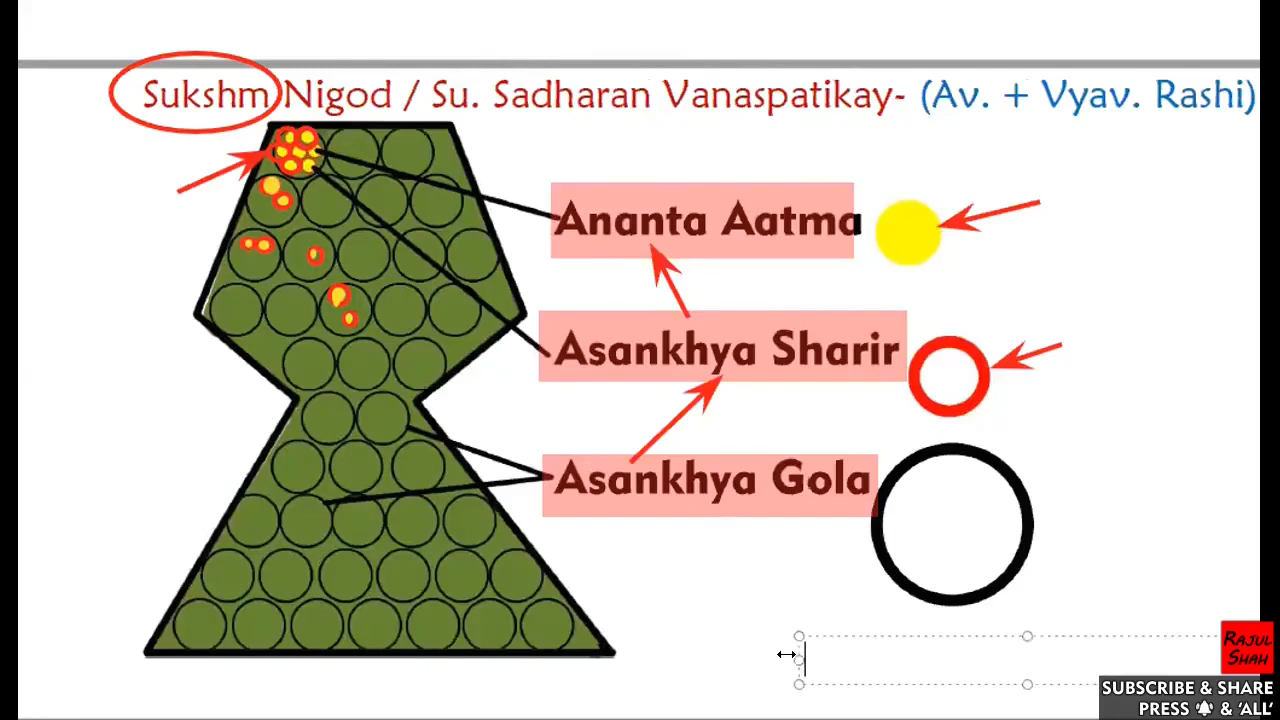 Sukshm Nigod / Su. Sadharan Vanaspatikay- (Av. + Vyav. Rashi)
Ananta Aatma
Asankhya Sharir
Asankhya Gola
RAJUL
SHAH
SUBSCRIBE & SHARE
PRESS & 'ALL'